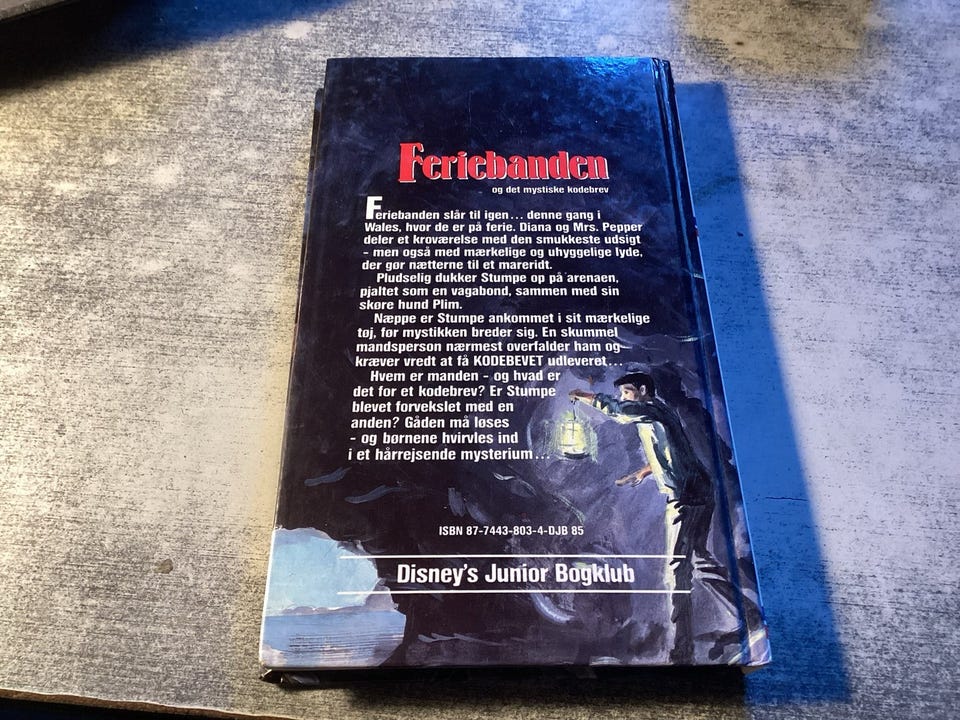 Feriebanden
og det mystiske kodebrev
Feriebanden slår til igen... denne gang i
Wales, hvor de er på ferie. Diana og Mrs. Pepper
deler et kroværelse med den smukkeste udsigt
- men også med mærkelige og uhyggelige lyde,
der gør nætterne til et mareridt.
Pludselig dukker Stumpe op på arenaen,
pjaltet som en vagabond, sammen med sin
skøre hund Plim.
Næppe er Stumpe ankommet i sit mærkelige
tøj, før mystikken breder sig. En skummel
mandsperson nærmest overfalder ham og
kræver vredt at få KODEBEVET udleveret...
Hvem er manden - og hvad er
det for et kodebrev? Er Stumpe
blevet forvekslet med en
anden? Gåden må løses
- og børnene hvirvles ind
i et hårrejsende mysterium...
ISBN 87-7443-803-4-DJB 85
Disney's Junior Bogklub